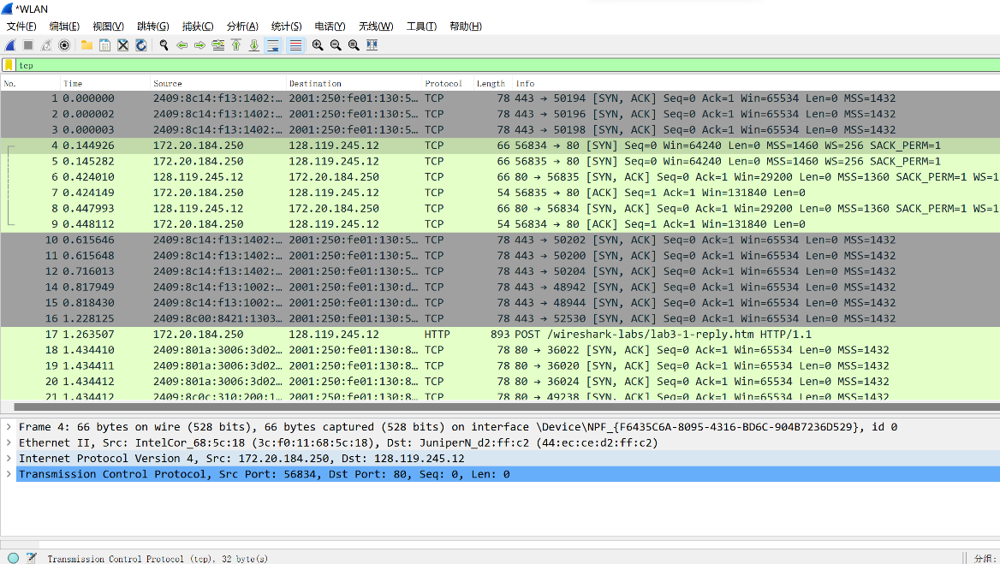 *WLAN
文件(F) 编辑(E) 视图(V) 跳转(G) 捕获(C) 分析(A) 统计(S) 电话(Y) 无线(W) 工具(T) 帮助(H)
tcp
No. Time Source Destination Protocol Length Info
1 0.000000 2409:8c14:f13:1402:… 2001:250:fe01:130:5… TCP 78 443 → 50194 [SYN, ACK] Seq=0 Ack=1 Win=65534 Len=0 MSS=1432
2 0.000002 2409:8c14:f13:1402:… 2001:250:fe01:130:5… TCP 78 443 → 50196 [SYN, ACK] Seq=0 Ack=1 Win=65534 Len=0 MSS=1432
3 0.000003 2409:8c14:f13:1402:… 2001:250:fe01:130:5… TCP 78 443 → 50198 [SYN, ACK] Seq=0 Ack=1 Win=65534 Len=0 MSS=1432
4 0.144926 172.20.184.250 128.119.245.12 TCP 66 56834 → 80 [SYN] Seq=0 Win=64240 Len=0 MSS=1460 WS=256 SACK_PERM=1
5 0.145282 172.20.184.250 128.119.245.12 TCP 66 56835 → 80 [SYN] Seq=0 Win=64240 Len=0 MSS=1460 WS=256 SACK_PERM=1
6 0.424010 128.119.245.12 172.20.184.250 TCP 66 80 → 56835 [SYN, ACK] Seq=0 Ack=1 Win=29200 Len=0 MSS=1360 SACK_PERM=1 WS=1
7 0.424149 172.20.184.250 128.119.245.12 TCP 54 56835 → 80 [ACK] Seq=1 Ack=1 Win=131840 Len=0
8 0.447993 128.119.245.12 172.20.184.250 TCP 66 80 → 56834 [SYN, ACK] Seq=0 Ack=1 Win=29200 Len=0 MSS=1360 SACK_PERM=1 WS=1
9 0.448112 172.20.184.250 128.119.245.12 TCP 54 56834 → 80 [ACK] Seq=1 Ack=1 Win=131840 Len=0
10 0.615646 2409:8c14:f13:1402:… 2001:250:fe01:130:5… TCP 78 443 → 50202 [SYN, ACK] Seq=0 Ack=1 Win=65534 Len=0 MSS=1432
11 0.615648 2409:8c14:f13:1402:… 2001:250:fe01:130:5… TCP 78 443 → 50200 [SYN, ACK] Seq=0 Ack=1 Win=65534 Len=0 MSS=1432
12 0.716013 2409:8c14:f13:1402:… 2001:250:fe01:130:5… TCP 78 443 → 50204 [SYN, ACK] Seq=0 Ack=1 Win=65534 Len=0 MSS=1432
14 0.817949 2409:8c14:f13:1002:… 2001:250:fe01:130:d… TCP 78 443 → 48942 [SYN, ACK] Seq=0 Ack=1 Win=65534 Len=0 MSS=1432
15 0.818430 2409:8c14:f13:1002:… 2001:250:fe01:130:d… TCP 78 443 → 48944 [SYN, ACK] Seq=0 Ack=1 Win=65534 Len=0 MSS=1432
16 1.228125 2409:8c00:8421:1303… 2001:250:fe01:130:d… TCP 78 443 → 52530 [SYN, ACK] Seq=0 Ack=1 Win=65534 Len=0 MSS=1432
17 1.263507 172.20.184.250 128.119.245.12 HTTP 893 POST /wireshark-labs/lab3-1-reply.htm HTTP/1.1
18 1.434410 2409:801a:3006:3d02… 2001:250:fe01:130:8… TCP 78 80 → 36022 [SYN, ACK] Seq=0 Ack=1 Win=65534 Len=0 MSS=1432
19 1.434411 2409:801a:3006:3d02… 2001:250:fe01:130:8… TCP 78 80 → 36020 [SYN, ACK] Seq=0 Ack=1 Win=65534 Len=0 MSS=1432
20 1.434412 2409:801a:3006:3d02… 2001:250:fe01:130:8… TCP 78 80 → 36024 [SYN, ACK] Seq=0 Ack=1 Win=65534 Len=0 MSS=1432
21 1.434412 2409:8c0c:310:200:1… 2001:250:fe01:130:8… TCP 78 80 → 49238 [SYN, ACK] Seq=0 Ack=1 Win=65534 Len=0 MSS=1432
Frame 4: 66 bytes on wire (528 bits), 66 bytes captured (528 bits) on interface \Device\NPF_{F6435C6A-8095-4316-BD6C-904B7236D529}, id 0
Ethernet II, Src: IntelCor_68:5c:18 (3c:f0:11:68:5c:18), Dst: JuniperN_d2:ff:c2 (44:ec:ce:d2:ff:c2)
Internet Protocol Version 4, Src: 172.20.184.250, Dst: 128.119.245.12
Transmission Control Protocol, Src Port: 56834, Dst Port: 80, Seq: 0, Len: 0
Transmission Control Protocol (tcp), 32 byte(s) 分组: